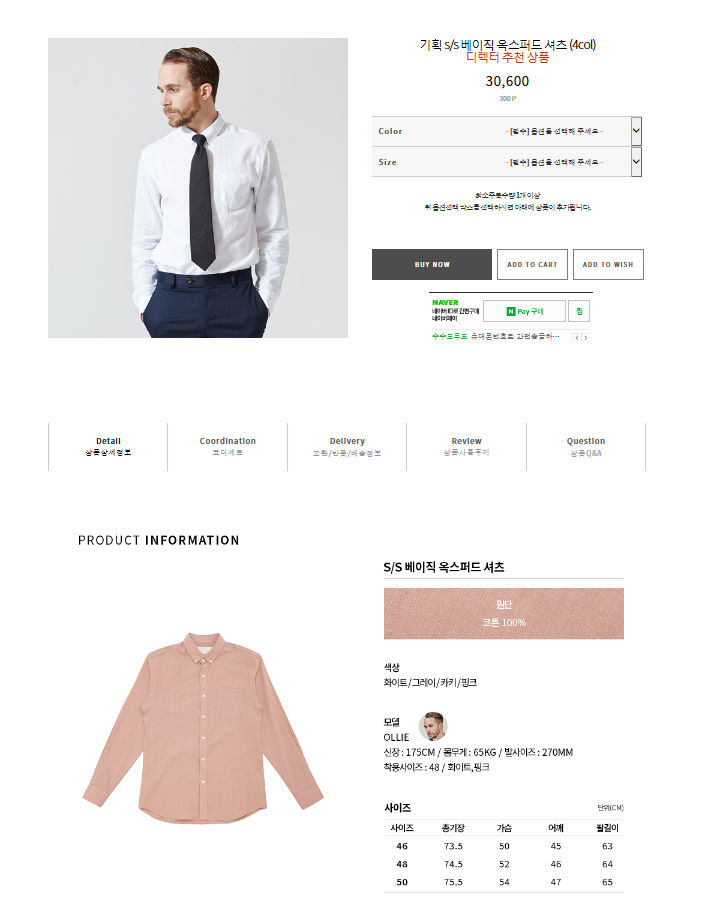 기획 s/s 베이직 옥스퍼드 셔츠 (4col)
디렉터 추천 상품
30,600
300 P
Color
- [필수] 옵션을 선택해 주세요 -
Size
- [필수] 옵션을 선택해 주세요 -
최소주문수량 1개 이상
위 옵션선택 박스를 선택하시면 아래에 상품이 추가됩니다.
BUY NOW
ADD TO CART
ADD TO WISH
NAVER
네이버ID로 간편구매
네이버페이
N Pay 구매
찜
휴대폰번호로 간편송금하…
Detail
상품상세정보
Coordination
코디세트
Delivery
교환/반품/배송정보
Review
상품사용후기
Question
상품Q&A
PRODUCT INFORMATION
S/S 베이직 옥스퍼드 셔츠
원단
코튼 100%
색상
화이트/그레이/카키/핑크
모델
OLLIE
신장 : 175CM / 몸무게 : 65KG / 발사이즈 : 270MM
착용사이즈 : 48 / 화이트,핑크
사이즈
단위(CM)
사이즈 총기장 가슴 어깨 팔길이
46 73.5 50 45 63
48 74.5 52 46 64
50 75.5 54 47 65